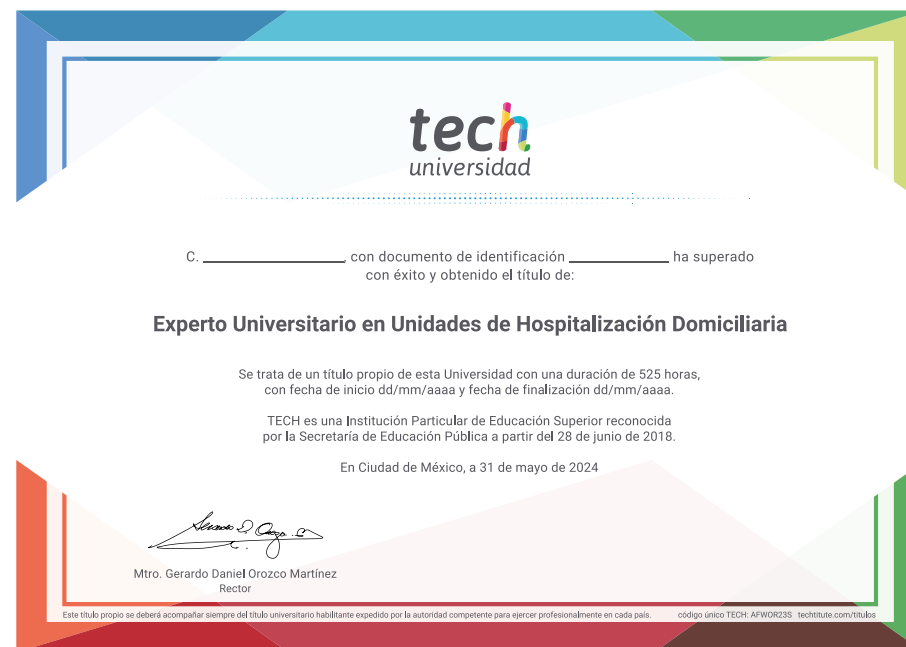 tech
universidad
C. ____________, con documento de identificación ____________ ha superado
con éxito y obtenido el título de:
Experto Universitario en Unidades de Hospitalización Domiciliaria
Se trata de un título propio de esta Universidad con una duración de 525 horas,
con fecha de inicio dd/mm/aaaa y fecha de finalización dd/mm/aaaa.
TECH es una Institución Particular de Educación Superior reconocida
por la Secretaría de Educación Pública a partir del 28 de junio de 2018.
En Ciudad de México, a 31 de mayo de 2024
Mtro. Gerardo Daniel Orozco Martínez
Rector
Este título propio se deberá acompañar siempre del título universitario habilitante expedido por la autoridad competente para ejercer profesionalmente en cada país. código único TECH: AFWOR23S techtitute.com/titulos